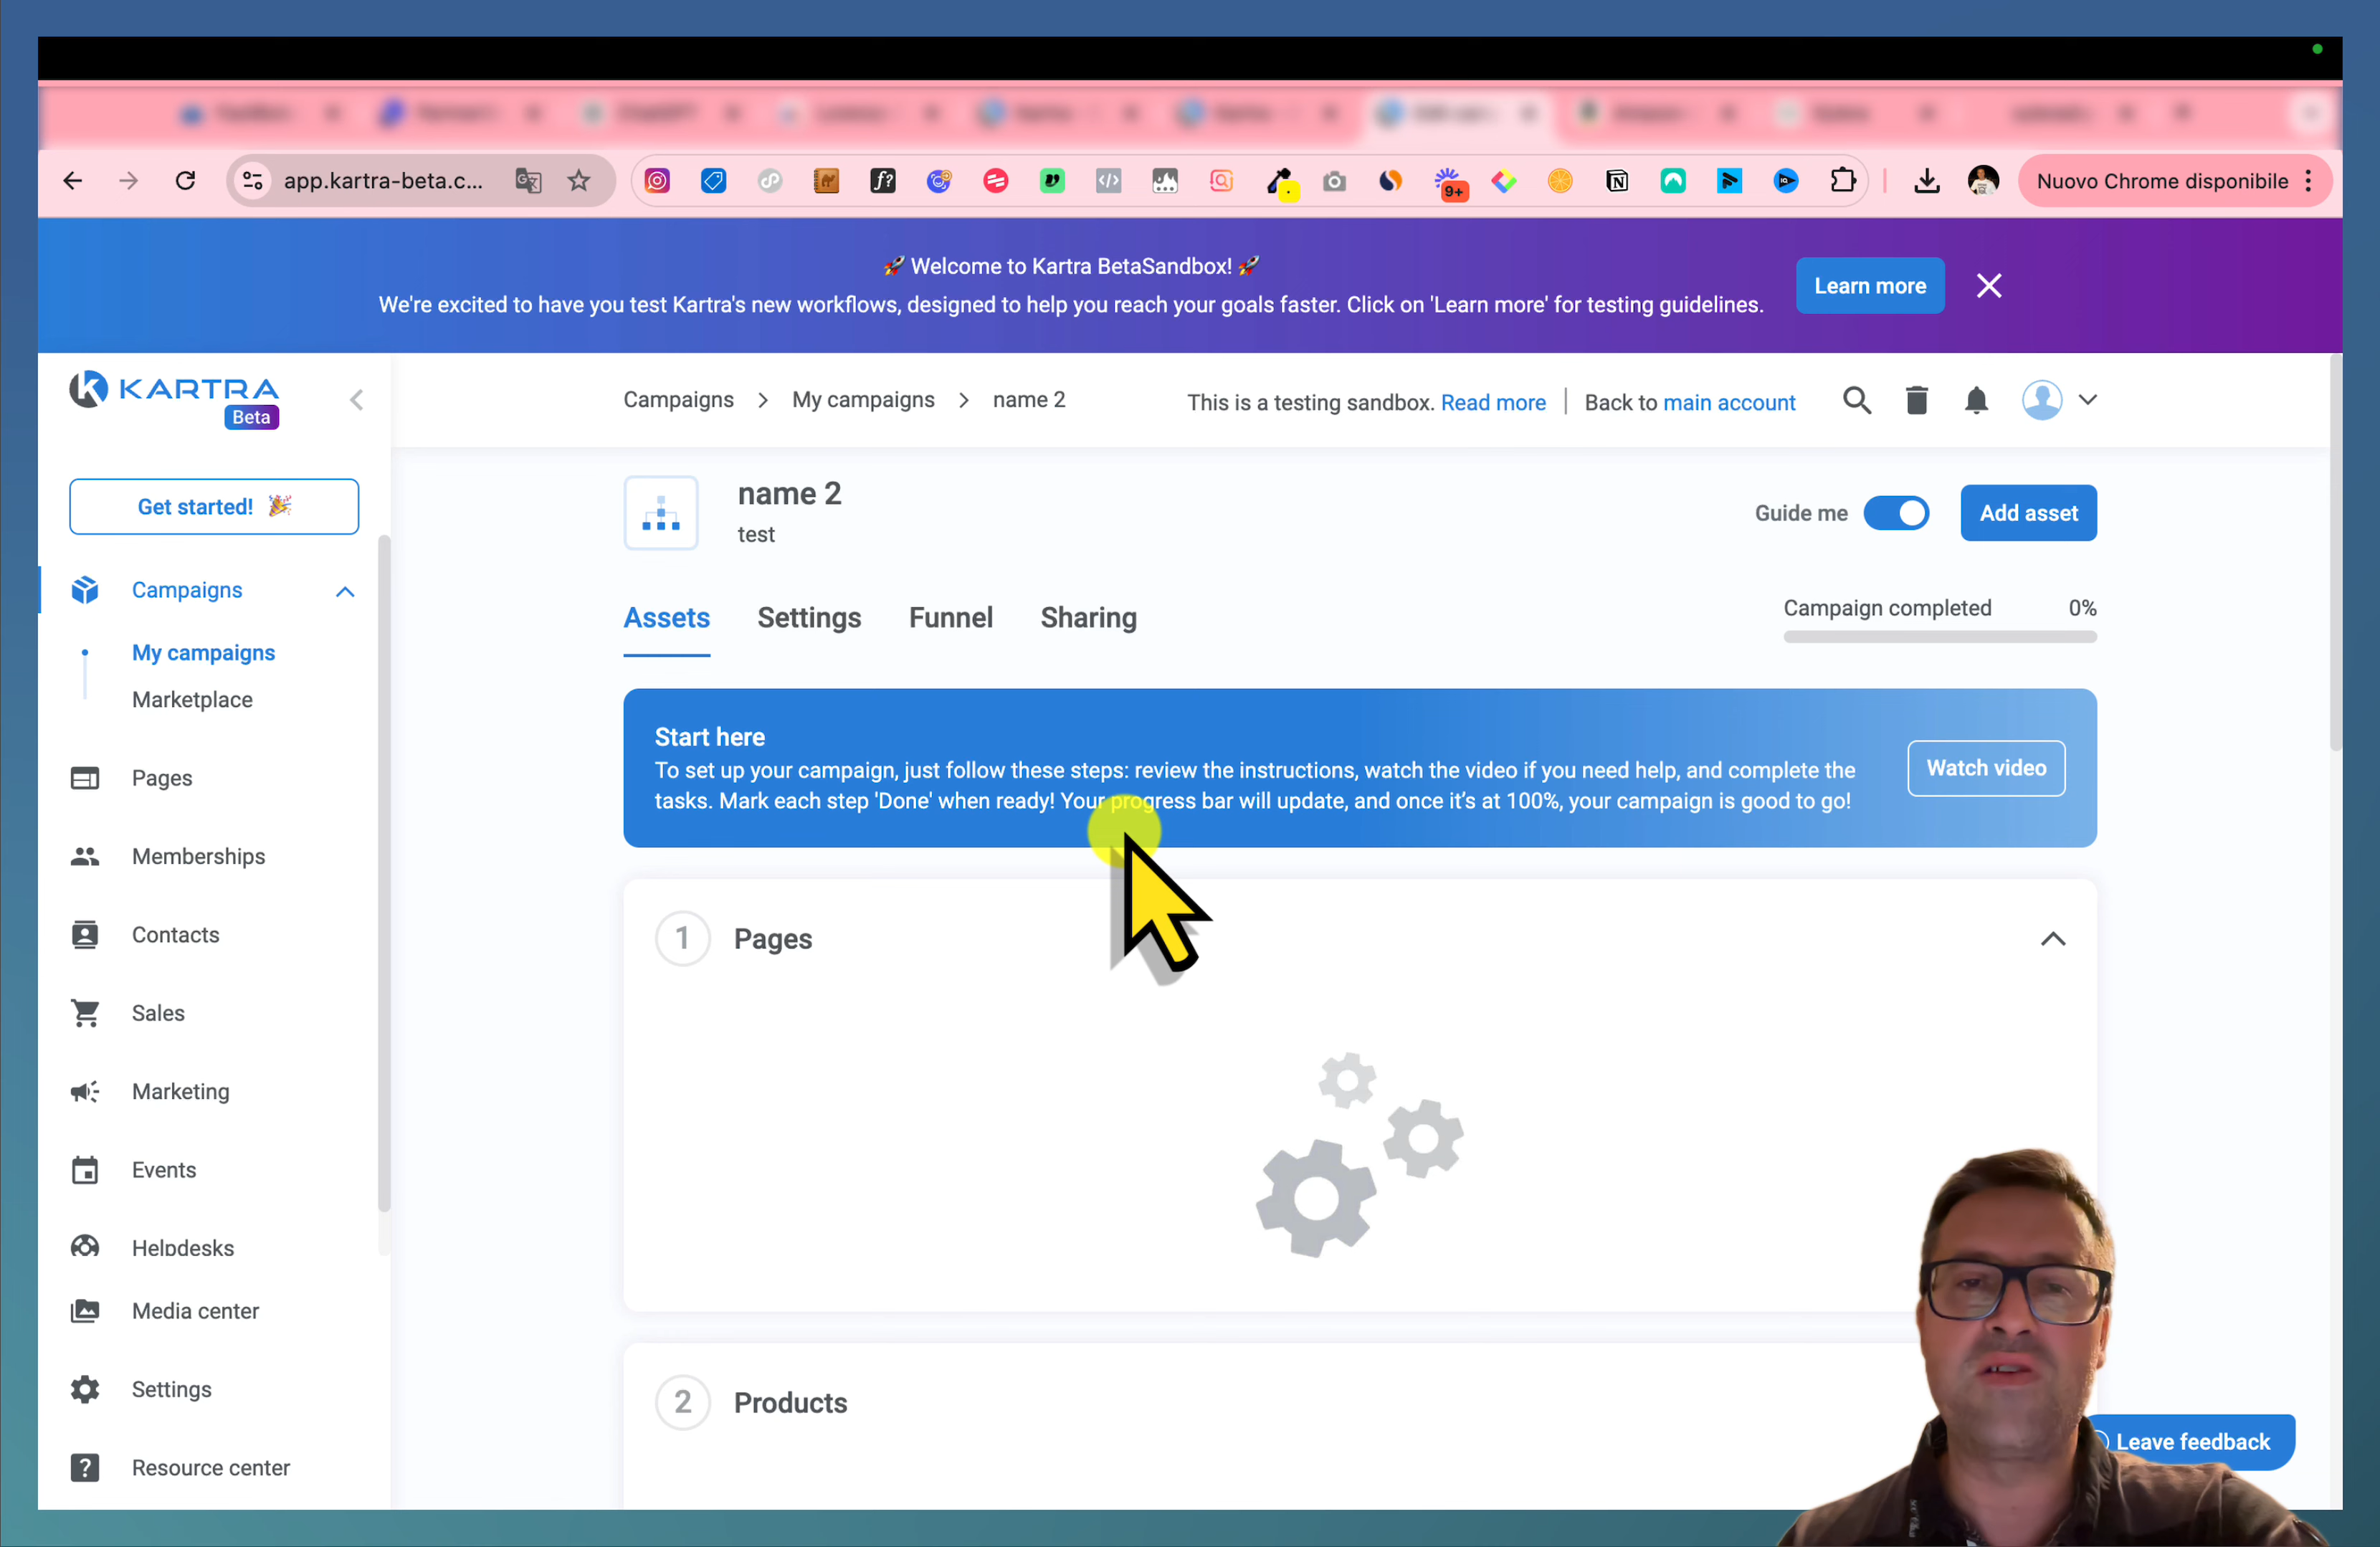 app.kartra-beta.c...
9+
Nuovo Chrome disponibile
🚀 Welcome to Kartra BetaSandbox! 🚀
We're excited to have you test Kartra's new workflows, designed to help you reach your goals faster. Click on 'Learn more' for testing guidelines.
Learn more
KARTRA
Beta
Campaigns > My campaigns > name 2
This is a testing sandbox. Read more | Back to main account
Get started! 🎉
Campaigns
My campaigns
Marketplace
Pages
Memberships
Contacts
Sales
Marketing
Events
Helpdesks
Media center
Settings
Resource center
name 2
test
Guide me
Add asset
Assets
Settings
Funnel
Sharing
Campaign completed 0%
Start here
To set up your campaign, just follow these steps: review the instructions, watch the video if you need help, and complete the
tasks. Mark each step 'Done' when ready! Your progress bar will update, and once it's at 100%, your campaign is good to go!
Watch video
1 Pages
2 Products
Leave feedback